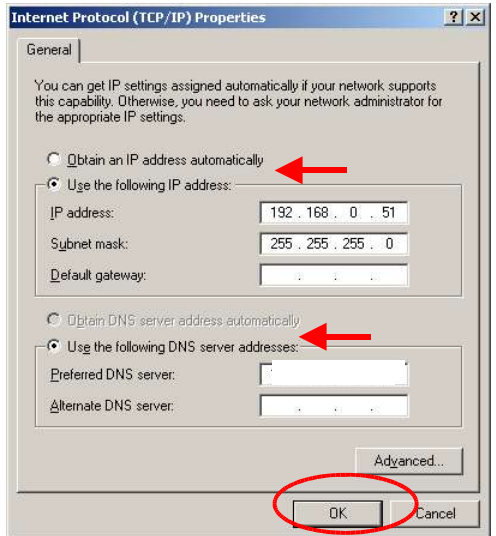 Internet Protocol (TCP/IP) Properties
General
You can get IP settings assigned automatically if your network supports
this capability. Otherwise, you need to ask your network administrator for
the appropriate IP settings.
Obtain an IP address automatically
Use the following IP address:
IP address: 192 . 168 . 0 . 51
Subnet mask: 255 . 255 . 255 . 0
Default gateway: . . .
Obtain DNS server address automatically
Use the following DNS server addresses:
Preferred DNS server:
Alternate DNS server: . . .
Advanced...
OK Cancel